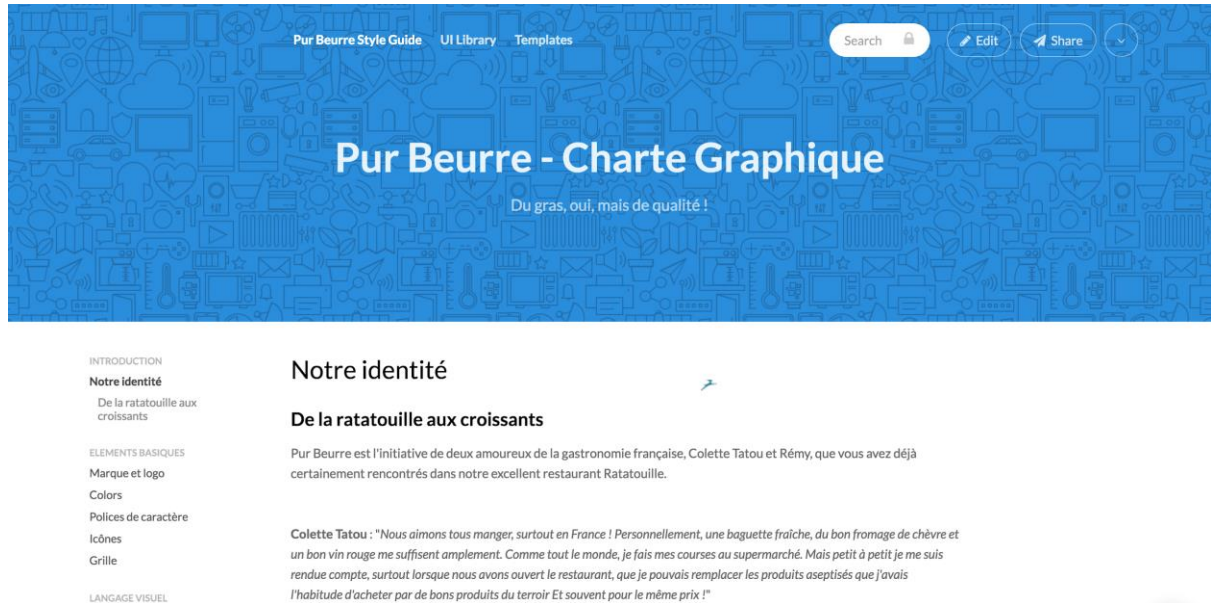 Pur Beurre Style Guide UI Library Templates
Search Edit Share
Pur Beurre - Charte Graphique
Du gras, oui, mais de qualité !
INTRODUCTION
Notre identité
De la ratatouille aux
croissants
ELEMENTS BASIQUES
Marque et logo
Colors
Polices de caractère
Icônes
Grille
LANGAGE VISUEL
Notre identité
De la ratatouille aux croissants
Pur Beurre est l'initiative de deux amoureux de la gastronomie française, Colette Tatou et Rémy, que vous avez déjà
certainement rencontrés dans notre excellent restaurant Ratatouille.
Colette Tatou : "Nous aimons tous manger, surtout en France ! Personnellement, une baguette fraîche, du bon fromage de chèvre et
un bon vin rouge me suffisent amplement. Comme tout le monde, je fais mes courses au supermarché. Mais petit à petit je me suis
rendue compte, surtout lorsque nous avons ouvert le restaurant, que je pouvais remplacer les produits aseptisés que j'avais
l'habitude d'acheter par de bons produits du terroir Et souvent pour le même prix !"